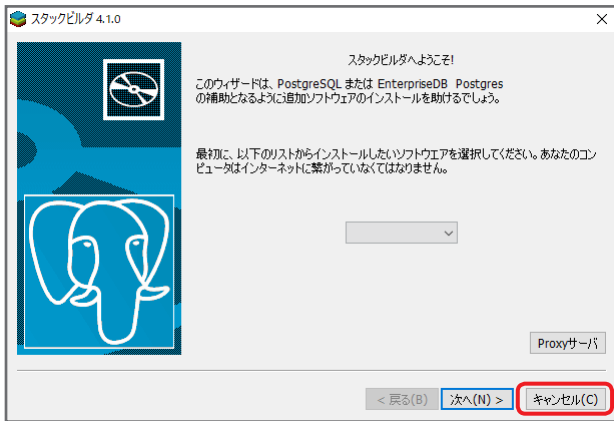 スタックビルダ 4.1.0
スタックビルダへようこそ!
このウィザードは、PostgreSQL または EnterpriseDB Postgres
の補助となるように追加ソフトウェアのインストールを助けるでしょう。
最初に、以下のリストからインストールしたいソフトウエアを選択してください。あなたのコン
ピュータはインターネットに繋がっていなくてはなりません。
Proxyサーバ
< 戻る(B)
次へ(N) >
キャンセル(C)